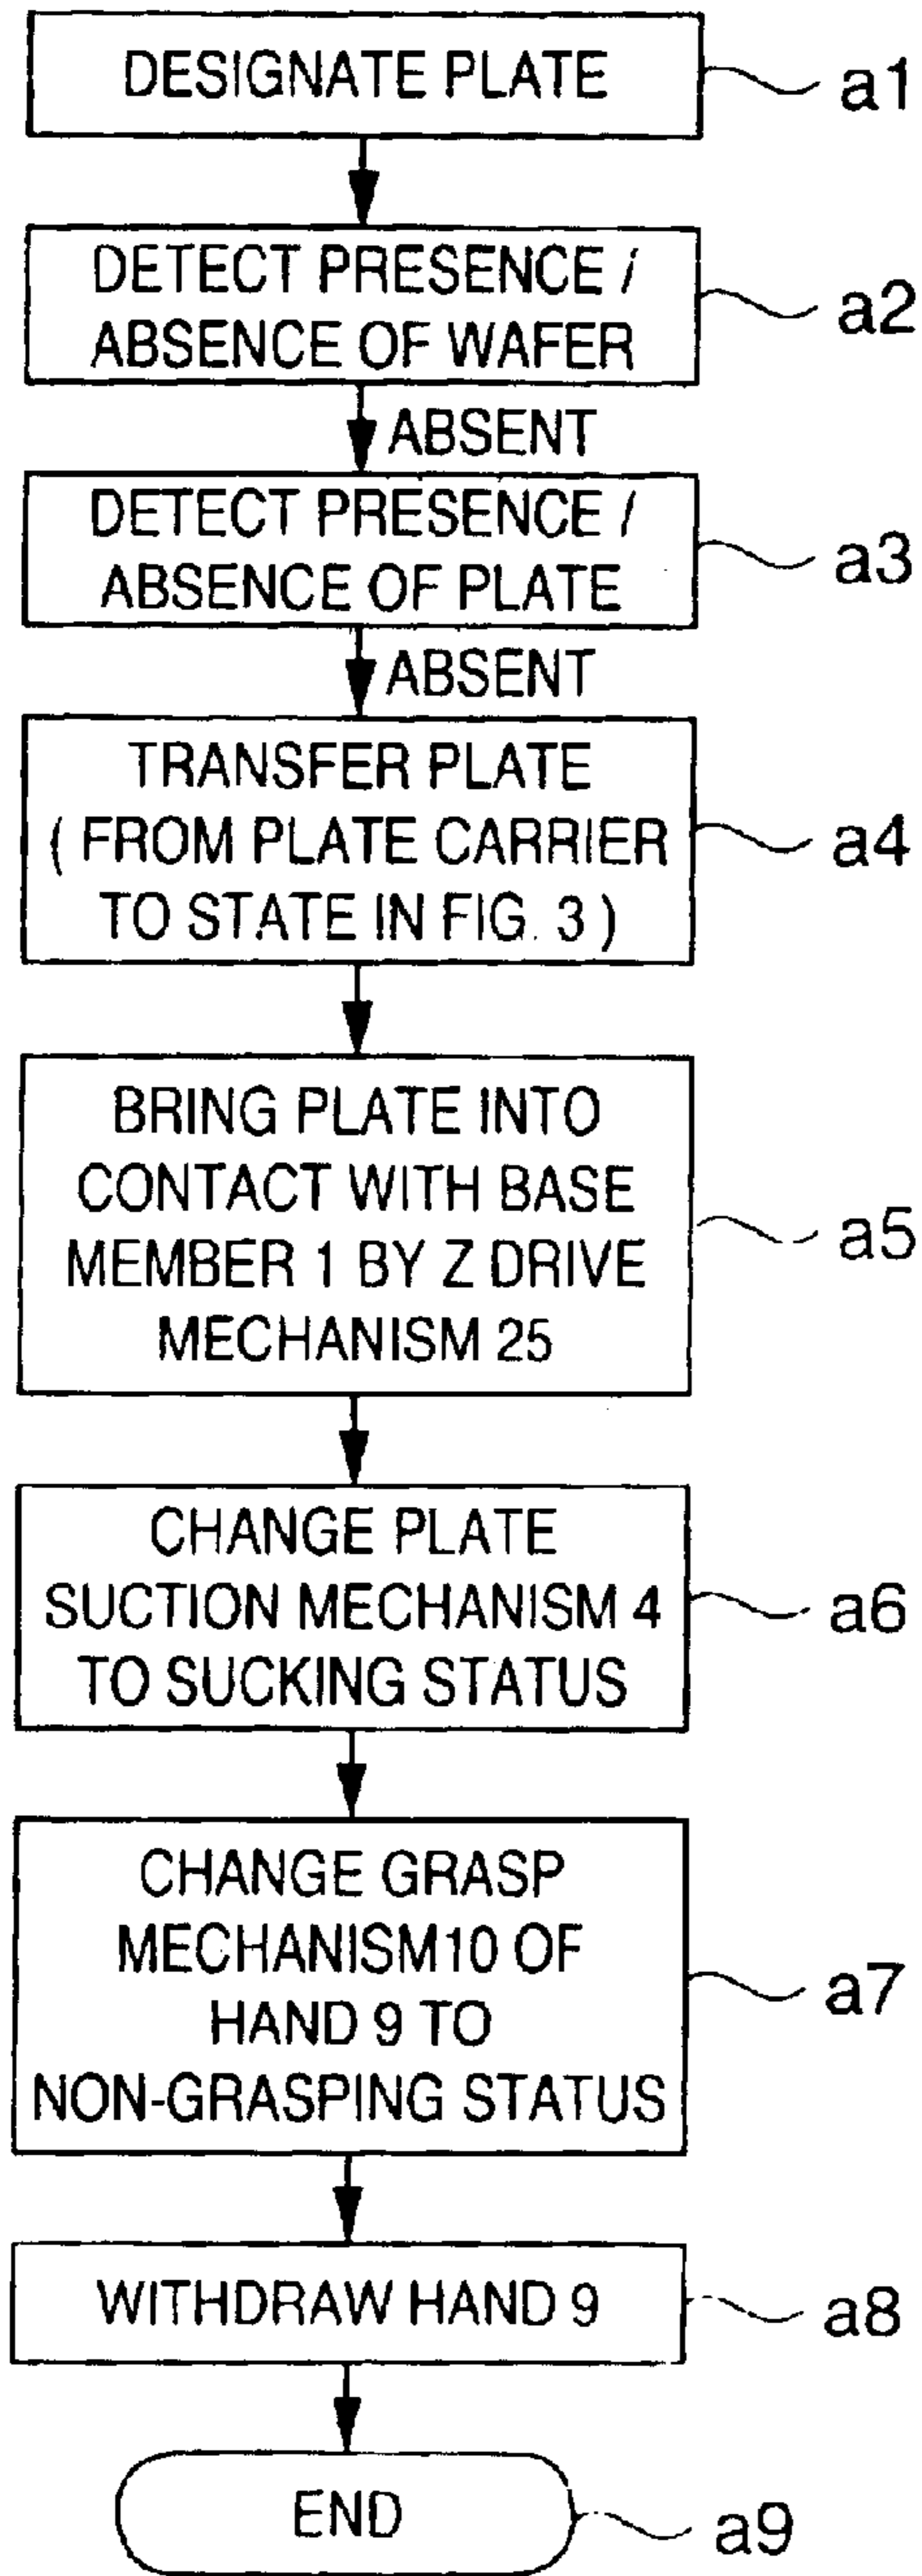 DESIGNATE PLATE
a1
DETECT PRESENCE /
ABSENCE OF WAFER
a2
ABSENT
DETECT PRESENCE /
ABSENCE OF PLATE
a3
ABSENT
TRANSFER PLATE
( FROM PLATE CARRIER
TO STATE IN FIG. 3 )
a4
BRING PLATE INTO
CONTACT WITH BASE
MEMBER 1 BY Z DRIVE
MECHANISM 25
a5
CHANGE PLATE
SUCTION MECHANISM 4
TO SUCKING STATUS
a6
CHANGE GRASP
MECHANISM10 OF
HAND 9 TO
NON-GRASPING STATUS
a7
WITHDRAW HAND 9
a8
END
a9